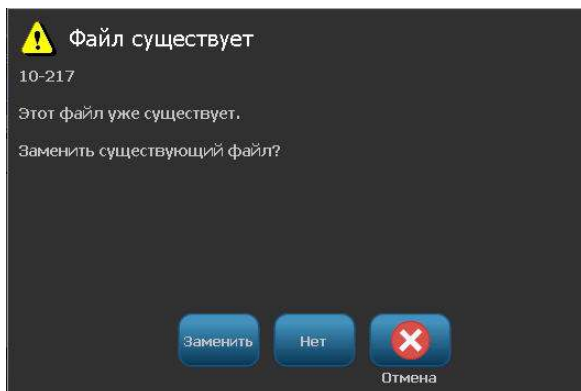 Файл существует
10-217
Этот файл уже существует.
Заменить существующий файл?
Заменить
Нет
Отмена